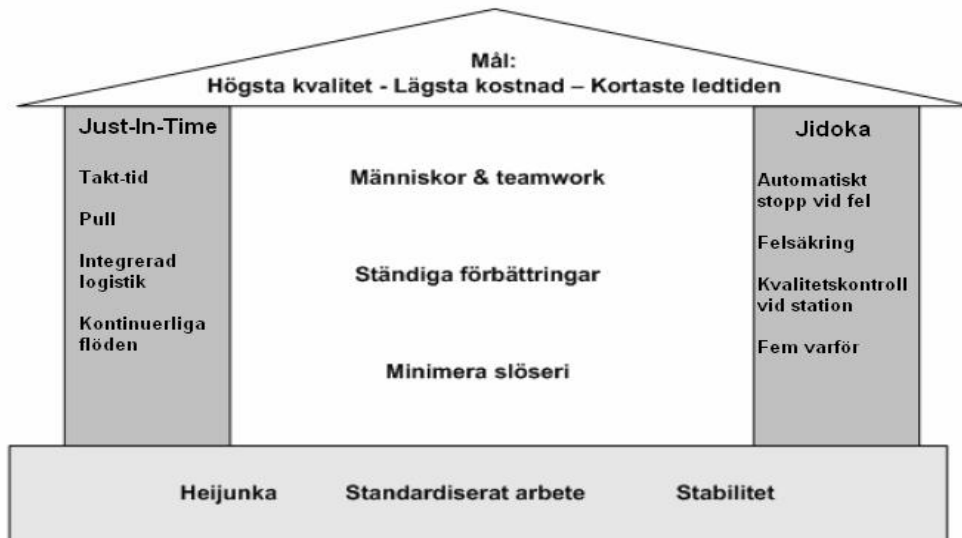 Mål:
Högsta kvalitet - Lägsta kostnad – Kortaste ledtiden
Just-In-Time
Takt-tid
Pull
Integrerad
logistik
Kontinuerliga
flöden
Människor & teamwork
Ständiga förbättringar
Minimera slöseri
Jidoka
Automatiskt
stopp vid fel
Felsäkring
Kvalitetskontroll
vid station
Fem varför
Heijunka Standardiserat arbete Stabilitet